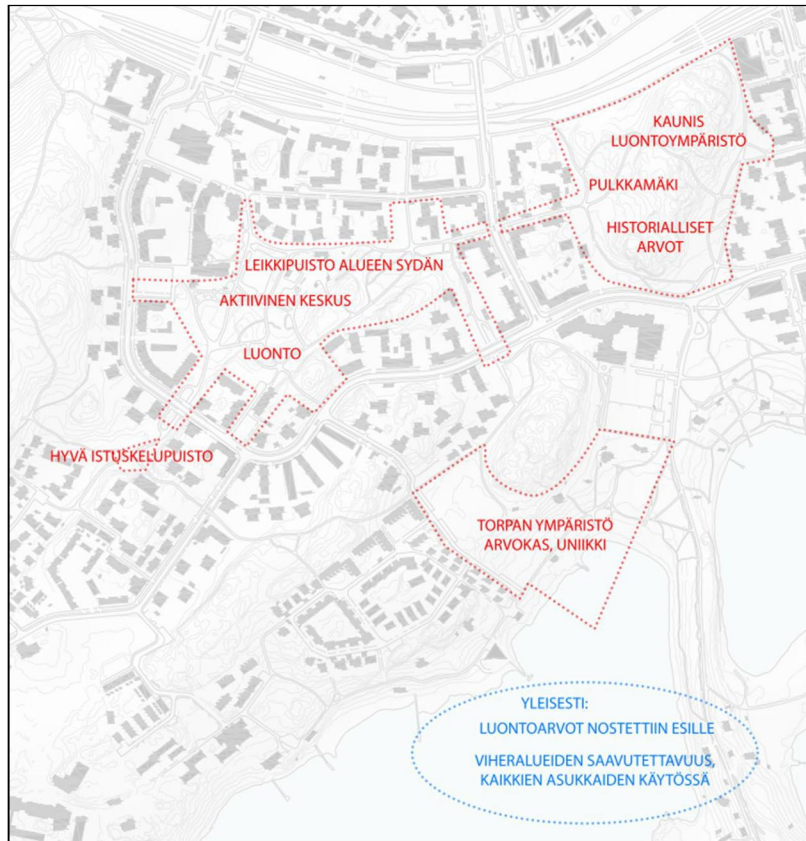 KAUNIS
LUONTOYMPÄRISTÖ
PULKKAMÄKI
HISTORIALLISET
ARVOT
LEIKKIPUISTO ALUEEN SYDÄN
AKTIIVINEN KESKUS
LUONTO
HYVÄ ISTUSKELUPUISTO
TORPAN YMPÄRISTÖ
ARVOKAS, UNIIKKI
YLEISESTI:
LUONTOARVOT NOSTETTIIN ESILLE
VIHERALUEIDEN SAAVUTETTAVUUS,
KAIKKIEN ASUKKAIDEN KÄYTÖSSÄ